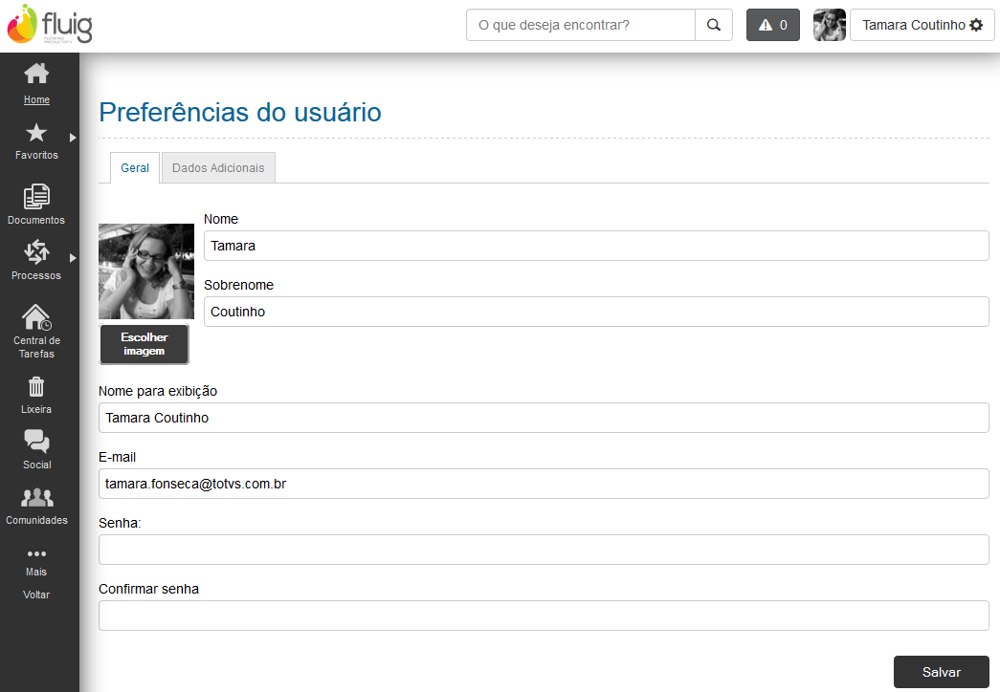 fluig
FLOWING
PRODUCTIVITY
O que deseja encontrar?
0
Tamara Coutinho
Home
Favoritos
Documentos
Processos
Central de
Tarefas
Lixeira
Social
Comunidades
Mais
Voltar
Preferências do usuário
Geral
Dados Adicionais
Nome
Tamara
Sobrenome
Coutinho
Escolher
imagem
Nome para exibição
Tamara Coutinho
E-mail
tamara.fonseca@totvs.com.br
Senha:
Confirmar senha
Salvar